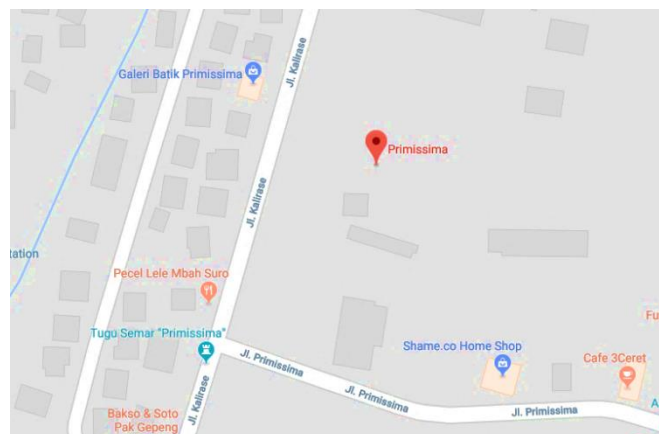 Galeri Batik Primissima
Jl. Kalirase
Primissima
Jl. Kalirase
tation
Pecel Lele Mbah Suro
Tugu Semar "Primissima"
Jl. Primissima
Shame.co Home Shop
Fu
Cafe 3Ceret
Jl. Kalirase
Bakso & Soto
Pak Gepeng
Jl. Primissima
Jl. Primissima
A